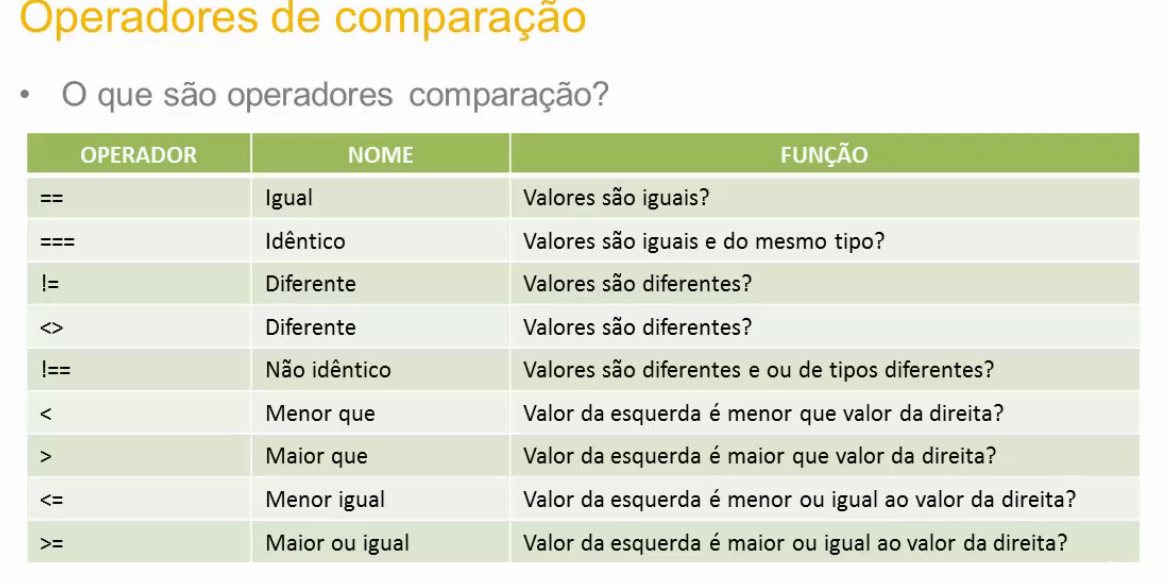 Operadores de comparação
• O que são operadores comparação?
OPERADOR NOME FUNÇÃO
== Igual Valores são iguais?
=== Idêntico Valores são iguais e do mesmo tipo?
!= Diferente Valores são diferentes?
<> Diferente Valores são diferentes?
!== Não idêntico Valores são diferentes e ou de tipos diferentes?
< Menor que Valor da esquerda é menor que valor da direita?
> Maior que Valor da esquerda é maior que valor da direita?
<= Menor igual Valor da esquerda é menor ou igual ao valor da direita?
>= Maior ou igual Valor da esquerda é maior ou igual ao valor da direita?